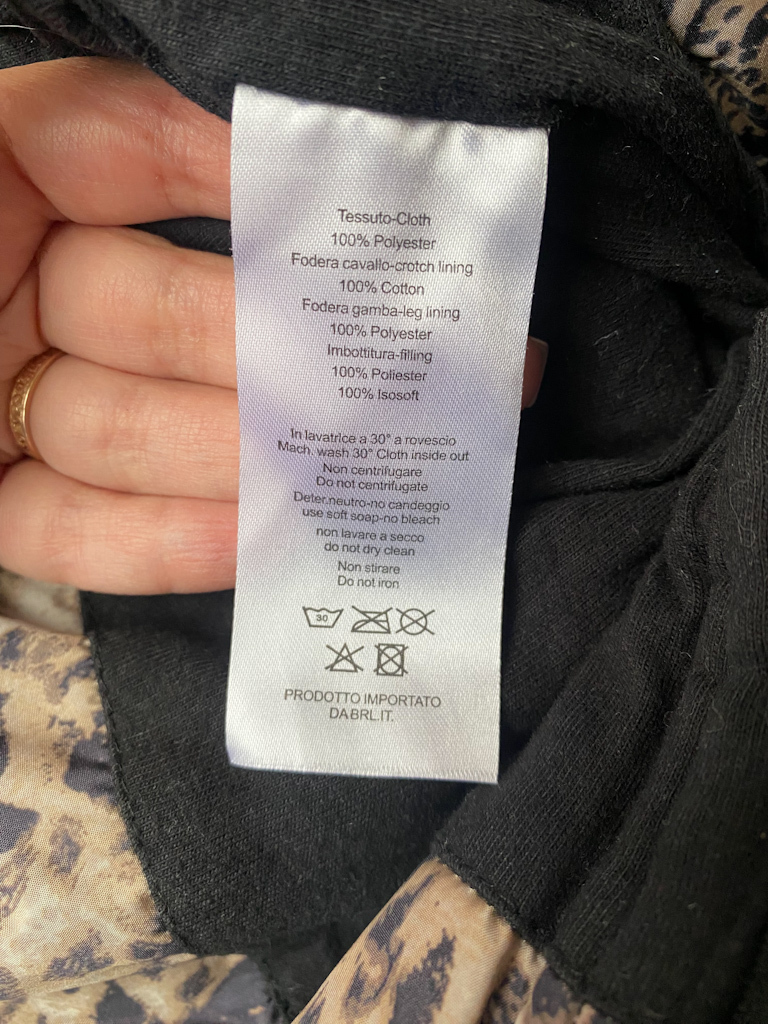 Tessuto-Cloth
100% Polyester
Fodera cavallo-crotch lining
100% Cotton
Fodera gamba-leg lining
100% Polyester
Imbottitura-filling
100% Poliester
100% Isosoft
In lavatrice a 30° a rovescio
Mach. wash 30° Cloth inside out
Non centrifugare
Do not centrifugate
Deter.neutro-no candeggio
use soft soap-no bleach
non lavare a secco
do not dry clean
Non stirare
Do not iron
30
PRODOTTO IMPORTATO
DA BRL.IT.